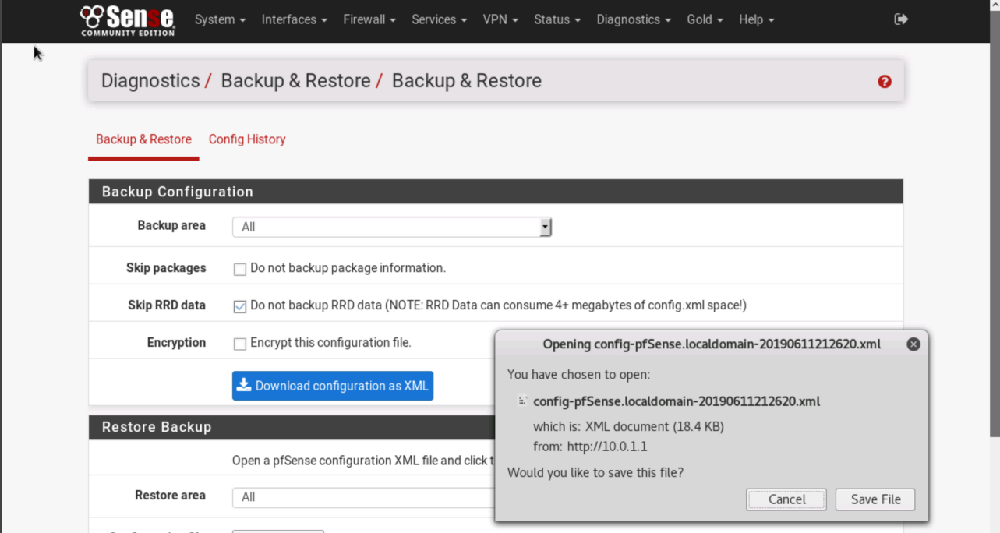 Sense
COMMUNITY EDITION
System Interfaces Firewall Services VPN Status Diagnostics Gold Help
Diagnostics / Backup & Restore / Backup & Restore
Backup & Restore Config History
Backup Configuration
Backup area All
Skip packages Do not backup package information.
Skip RRD data Do not backup RRD data (NOTE: RRD Data can consume 4+ megabytes of config.xml space!)
Encryption Encrypt this configuration file.
Download configuration as XML
Restore Backup
Open a pfSense configuration XML file and click t
Restore area All
Opening config-pfSense.localdomain-20190611212620.xml
You have chosen to open:
config-pfSense.localdomain-20190611212620.xml
which is: XML document (18.4 KB)
from: http://10.0.1.1
Would you like to save this file?
Cancel Save File